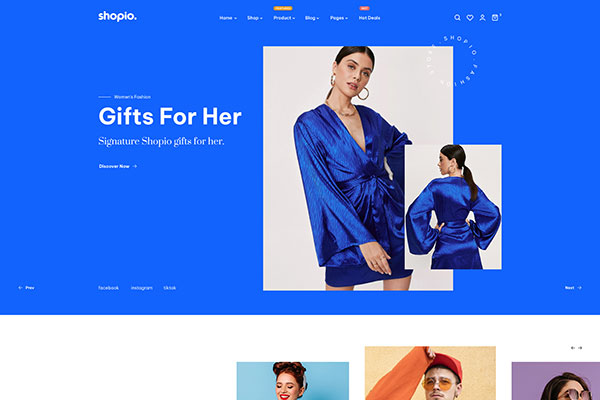 shopio.
Home
Shop
FEATURED
Product
Blog
Pages
HOT
Hot Deals
Women's Fashion
Gifts For Her
Signature Shopio gifts for her.
Discover Now
SHOPIO · FASHION STORE ·
Prev
facebook
instagram
tiktok
Next